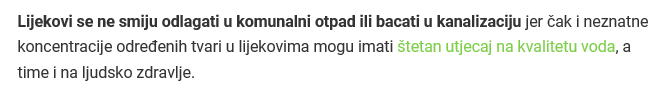 Lijekovi se ne smiju odlagati u komunalni otpad ili bacati u kanalizaciju jer čak i neznatne
koncentracije određenih tvari u lijekovima mogu imati štetan utjecaj na kvalitetu voda, a
time i na ljudsko zdravlje.